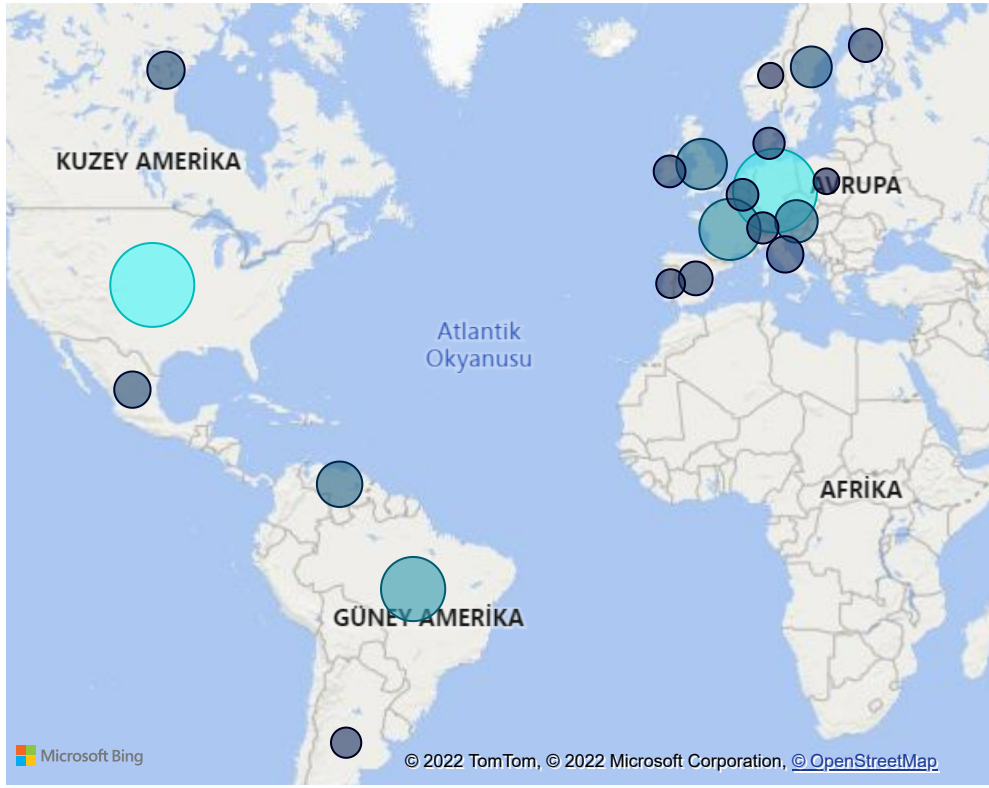 KUZEY AMERİKA
AVRUPA
Atlantik
Okyanusu
AFRİKA
GÜNEY AMERİKA
Microsoft Bing
© 2022 TomTom, © 2022 Microsoft Corporation, © OpenStreetMap